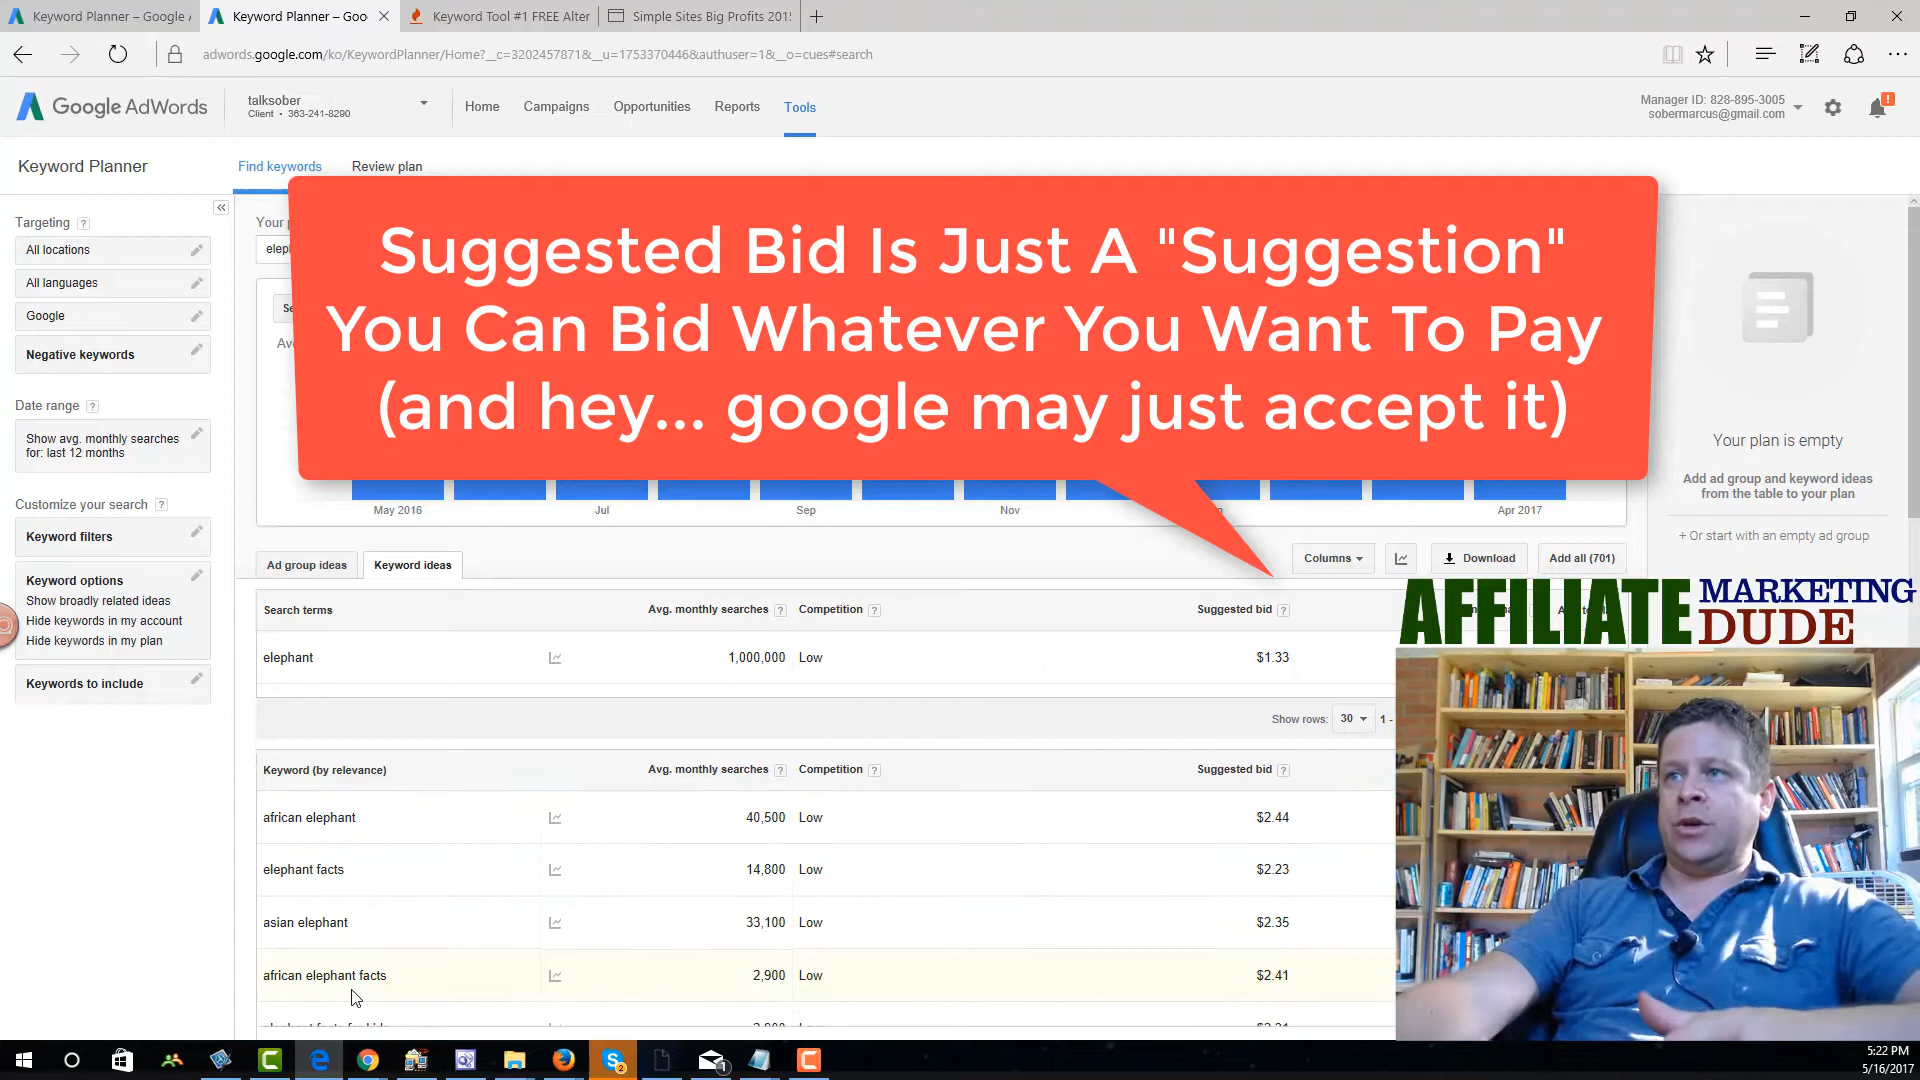 Keyword Planner – Google A
Keyword Planner – Goo
Keyword Tool #1 FREE Alter
Simple Sites Big Profits 2015
adwords.google.com/ko/KeywordPlanner/Home?__c=3202457871&__u=1753370446&authuser=1&__o=cues#search
Google AdWords
talksober
Client • 363-241-8290
Home
Campaigns
Opportunities
Reports
Tools
Manager ID: 828-895-3005
sobermarcus@gmail.com
Keyword Planner
Find keywords
Review plan
Suggested Bid Is Just A "Suggestion"
You Can Bid Whatever You Want To Pay
(and hey... google may just accept it)
Targeting ?
All locations
All languages
Google
Negative keywords
Date range ?
Show avg. monthly searches
for: last 12 months
Customize your search ?
Keyword filters
Keyword options
Show broadly related ideas
Hide keywords in my account
Hide keywords in my plan
Keywords to include
May 2016
Jul
Sep
Nov
Apr 2017
Your plan is empty
Add ad group and keyword ideas
from the table to your plan
+ Or start with an empty ad group
Ad group ideas
Keyword ideas
Columns
Download
Add all (701)
Search terms
Avg. monthly searches ?
Competition ?
Suggested bid ?
elephant
1,000,000
Low
$1.33
Show rows: 30
1 -
Keyword (by relevance)
Avg. monthly searches ?
Competition ?
Suggested bid ?
african elephant
40,500
Low
$2.44
elephant facts
14,800
Low
$2.23
asian elephant
33,100
Low
$2.35
african elephant facts
2,900
Low
$2.41
AFFILIATE MARKETING
DUDE
5:22 PM
5/16/2017